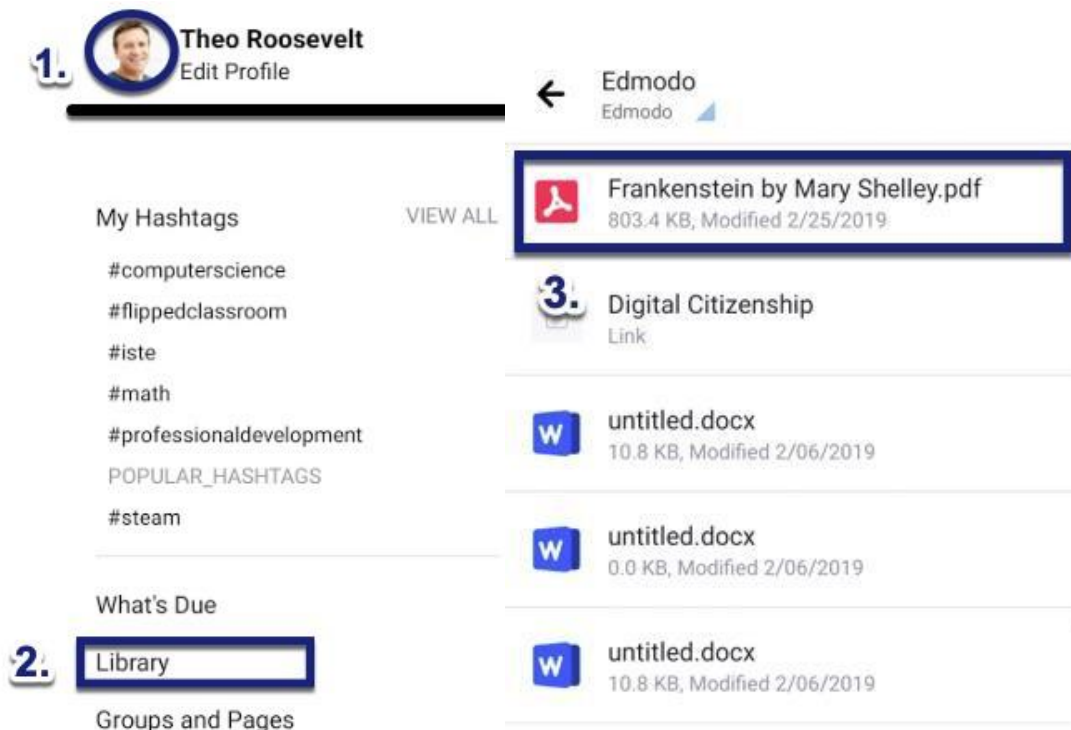 1.
Theo Roosevelt
Edit Profile
My Hashtags VIEW ALL
#computerscience
#flippedclassroom
#iste
#math
#professionaldevelopment
POPULAR_HASHTAGS
#steam
What's Due
2. Library
Groups and Pages
Edmodo
Edmodo
Frankenstein by Mary Shelley.pdf
803.4 KB, Modified 2/25/2019
3.
Digital Citizenship
Link
W
untitled.docx
10.8 KB, Modified 2/06/2019
W
untitled.docx
0.0 KB, Modified 2/06/2019
W
untitled.docx
10.8 KB, Modified 2/06/2019